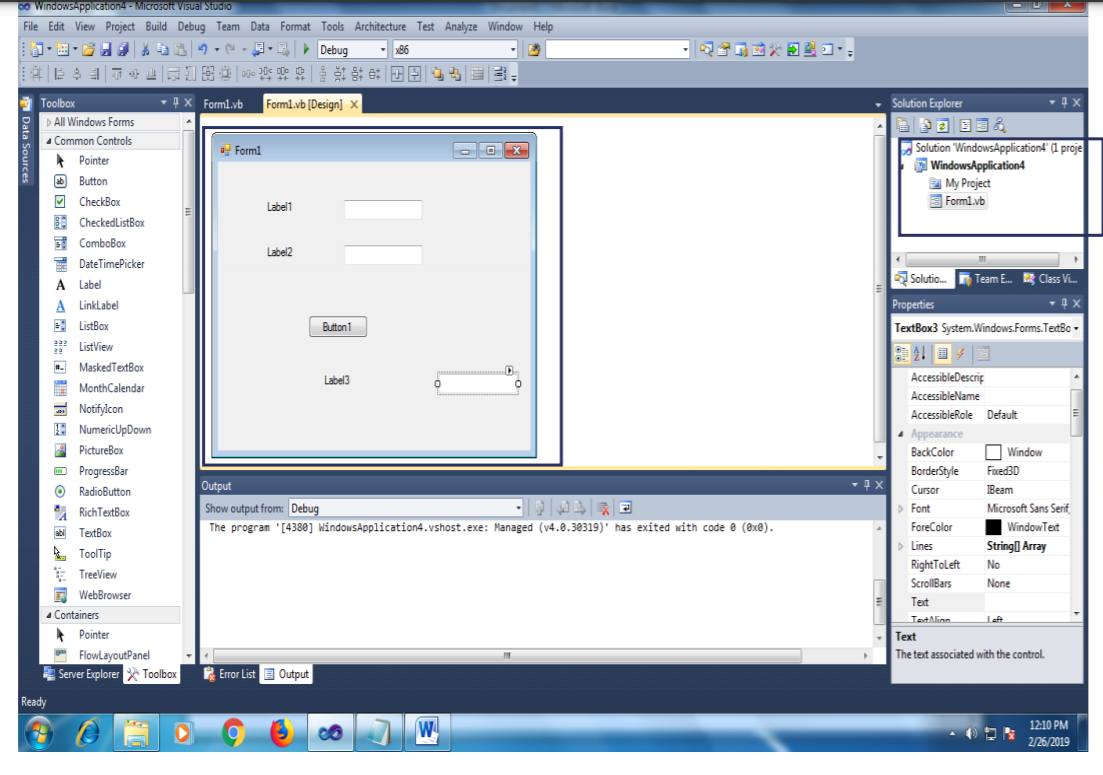 WindowsApplication4 - Microsoft Visual Studio
File Edit View Project Build Debug Team Data Format Tools Architecture Test Analyze Window Help
Debug x86
Data Sources
Toolbox
All Windows Forms
Common Controls
Pointer
Button
CheckBox
CheckedListBox
ComboBox
DateTimePicker
Label
LinkLabel
ListBox
ListView
MaskedTextBox
MonthCalendar
NotifyIcon
NumericUpDown
PictureBox
ProgressBar
RadioButton
RichTextBox
TextBox
ToolTip
TreeView
WebBrowser
Containers
Pointer
FlowLayoutPanel
Server Explorer Toolbox
Form1.vb Form1.vb [Design]
Form1
Label1
Label2
Button1
Label3
Output
Show output from: Debug
The program '[4380] WindowsApplication4.vshost.exe: Managed (v4.0.30319)' has exited with code 0 (0x0).
Error List Output
Solution Explorer
Solution 'WindowsApplication4' (1 proje
WindowsApplication4
My Project
Form1.vb
Solutio... Team E... Class Vi...
Properties
TextBox3 System.Windows.Forms.TextBo
AccessibleDescrip
AccessibleName
AccessibleRole Default
Appearance
BackColor Window
BorderStyle Fixed3D
Cursor IBeam
Font Microsoft Sans Serif,
ForeColor WindowText
Lines String[] Array
RightToLeft No
ScrollBars None
Text
TextAlign Left
Text
The text associated with the control.
Ready
12:10 PM
2/26/2019